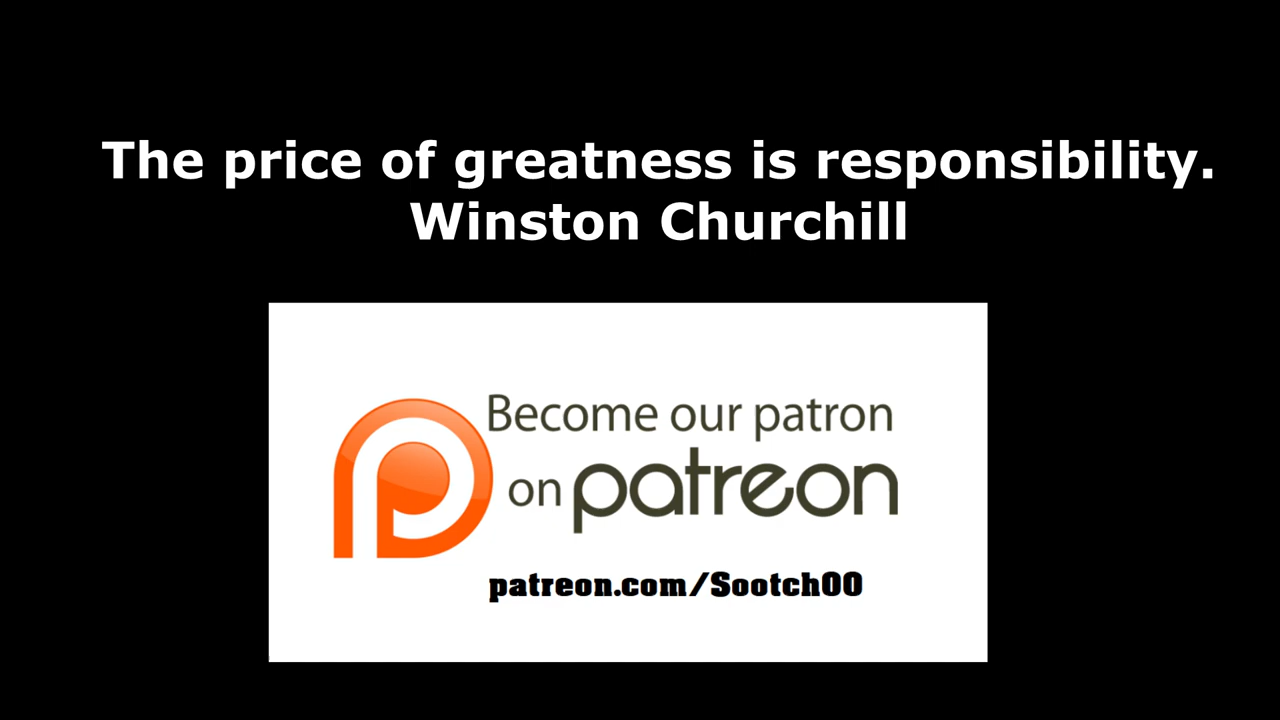 The price of greatness is responsibility.
Winston Churchill
Become our patron
on patreon
patreon.com/Sootch00